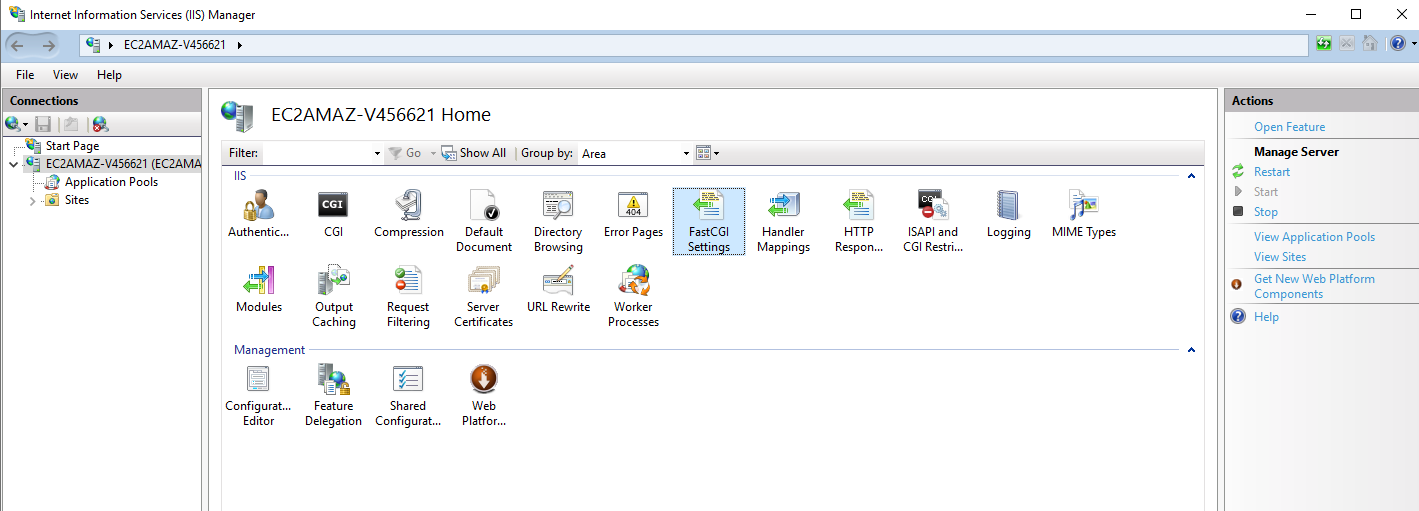 Internet Information Services (IIS) Manager
EC2AMAZ-V456621
File View Help
Connections
Start Page
EC2AMAZ-V456621 (EC2AMA
Application Pools
Sites
EC2AMAZ-V456621 Home
Filter: Go Show All Group by: Area
IIS
Authentic...
CGI
Compression
Default
Document
Directory
Browsing
404
Error Pages
FastCGI
Settings
Handler
Mappings
HTTP
Respon...
ISAPI and
CGI Restri...
Logging
MIME Types
Modules
Output
Caching
Request
Filtering
Server
Certificates
URL Rewrite
Worker
Processes
Management
Configurat...
Editor
Feature
Delegation
Shared
Configurat...
Web
Platfor...
Actions
Open Feature
Manage Server
Restart
Start
Stop
View Application Pools
View Sites
Get New Web Platform
Components
Help